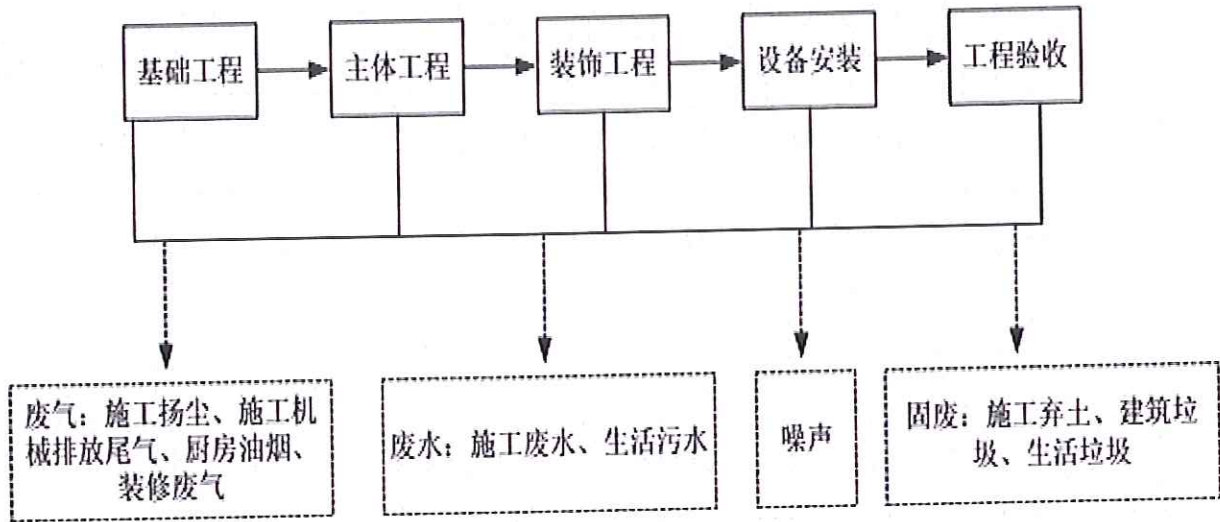 基础工程
主体工程
装饰工程
设备安装
工程验收
废气：施工扬尘、施工机
械排放尾气、厨房油烟、
装修废气
废水；施工废水、生活污水
噪声
固废：施工弃土、建筑垃
圾、生活垃圾